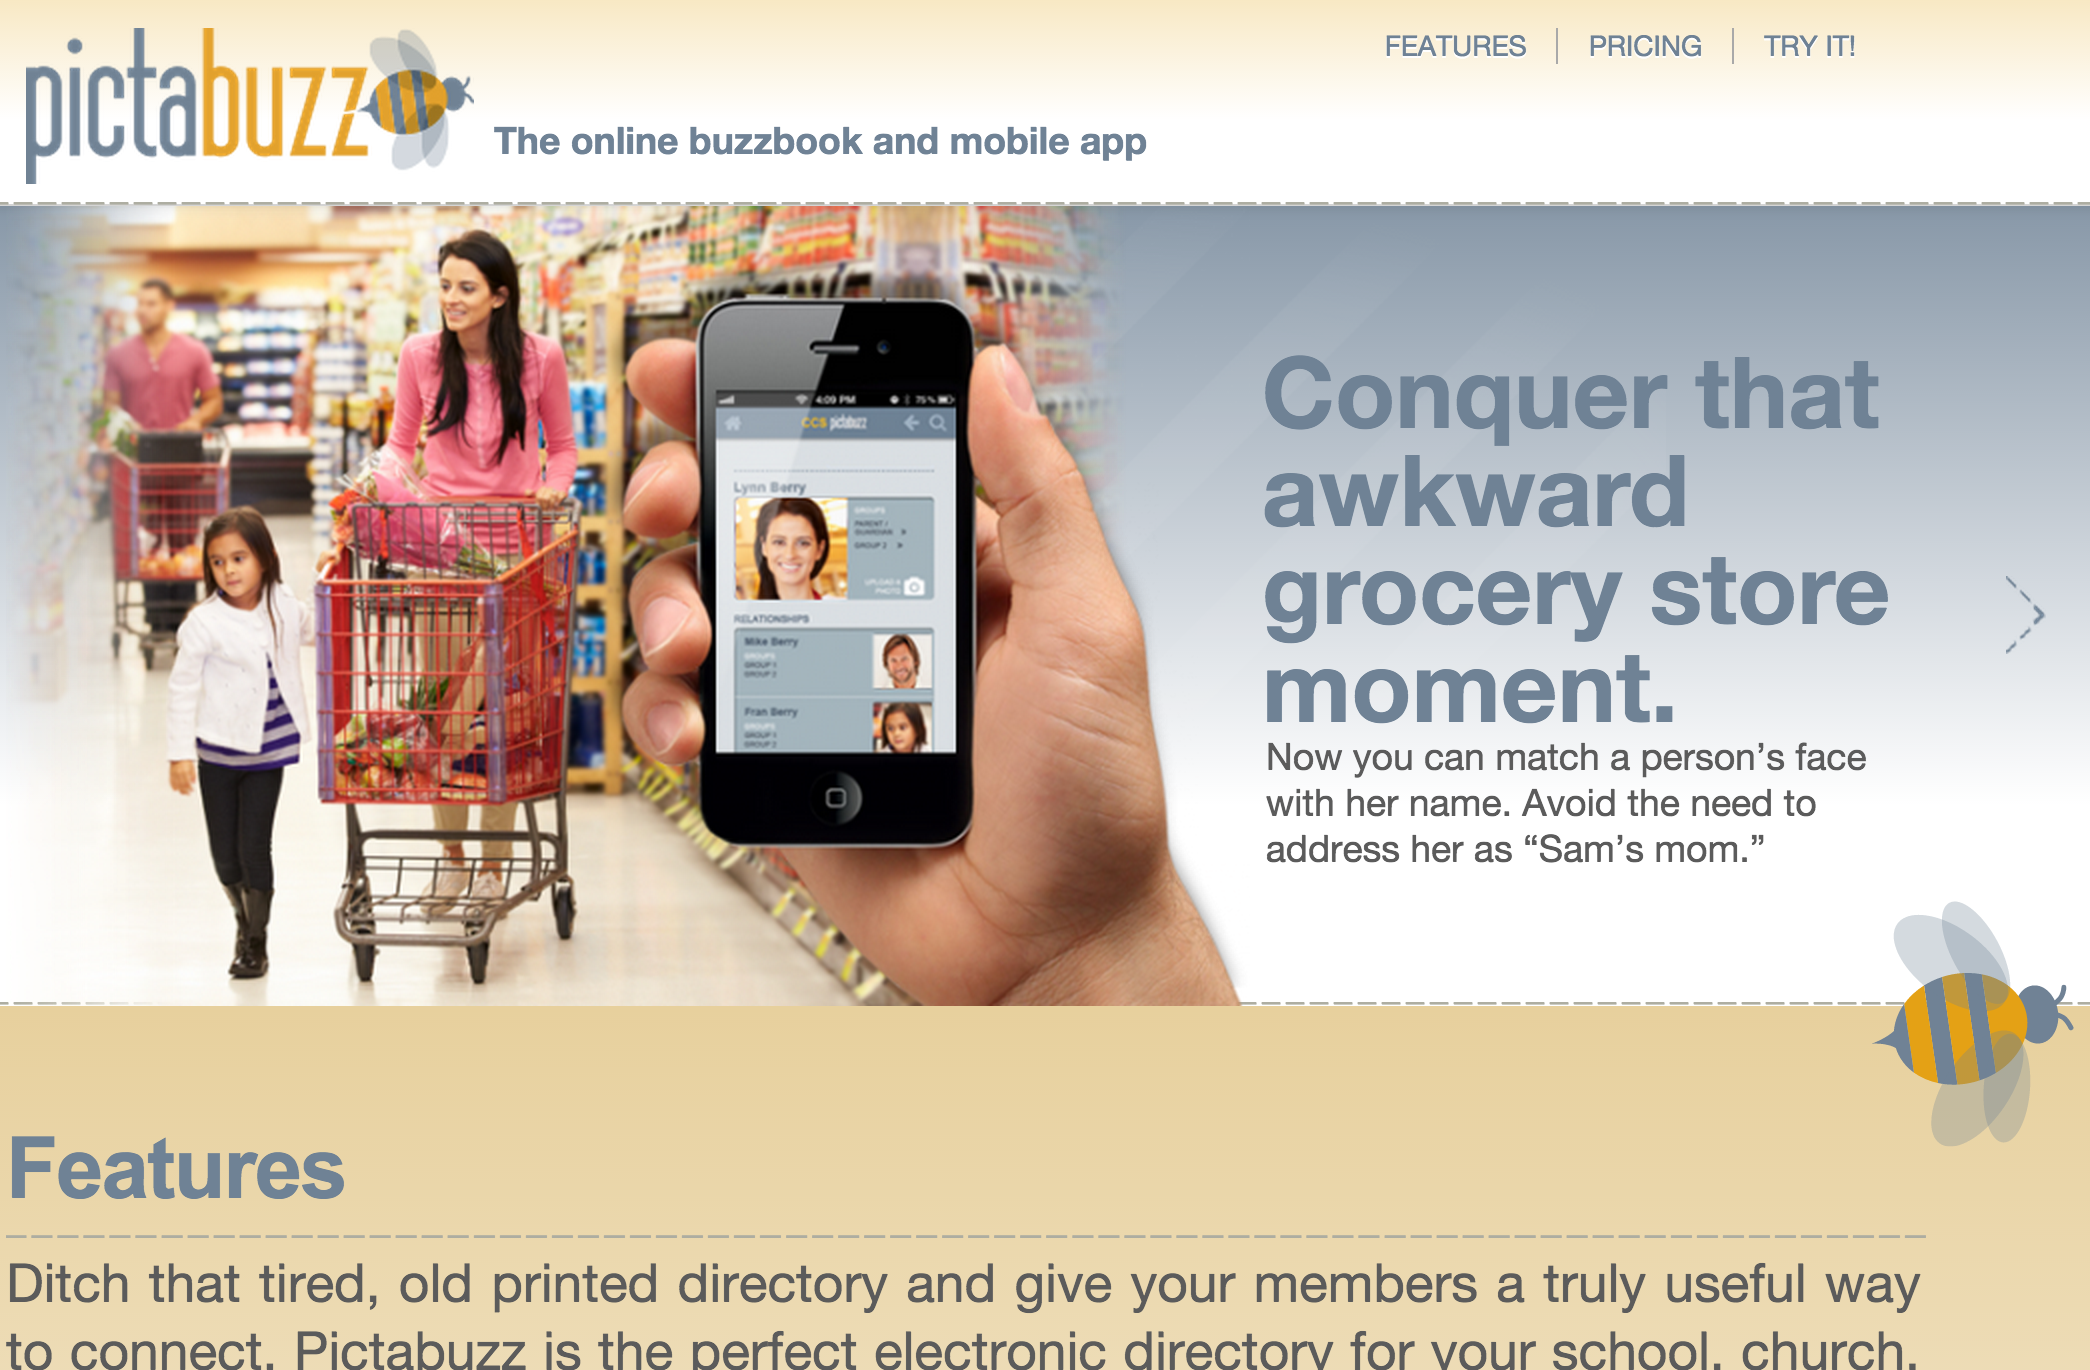 pictabuzz
FEATURES
PRICING
TRY IT!
The online buzzbook and mobile app
4:09 PM
75%
CCS pictabuzz
Lynn Berry
GROUPS
PARENT /
GUARDIAN >
GROUP 2 >
UPLOAD A
PHOTO
RELATIONSHIPS
Mike Berry
GROUPS
GROUP 1
GROUP 2
Fran Berry
GROUPS
GROUP 1
GROUP 2
Conquer that
awkward
grocery store
moment.
Now you can match a person’s face
with her name. Avoid the need to
address her as “Sam’s mom.”
Features
Ditch that tired, old printed directory and give your members a truly useful way
to connect. Pictabuzz is the perfect electronic directory for your school, church,